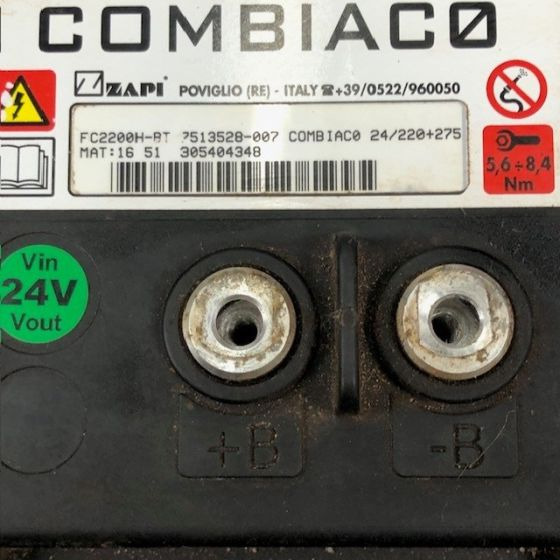 COMBIAC0
ZAPI® POVIGLIO (RE) - ITALY ☎+39/0522/960050
FC2200H-BT 7513528-007 COMBIAC0 24/220+275
MAT:16 51 305404348
5,6÷8,4
Nm
Vin
24V
Vout
+B
-B